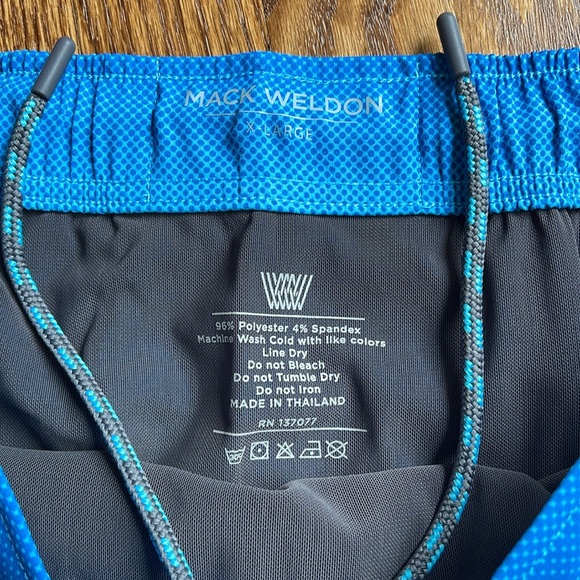 MACK WELDON
X-LARGE
96% Polyester 4% Spandex
Machine Wash Cold with like colors
Line Dry
Do not Bleach
Do not Tumble Dry
Do not Iron
MADE IN THAILAND
RN 137077
30°